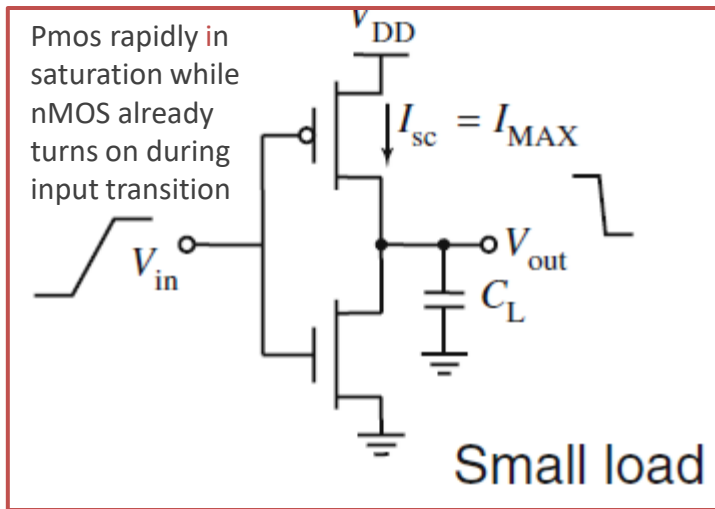 Pmos rapidly in
saturation while
nMOS already
turns on during
input transition
VDD
Isc = IMAX
Vin
Vout
CL
Small load